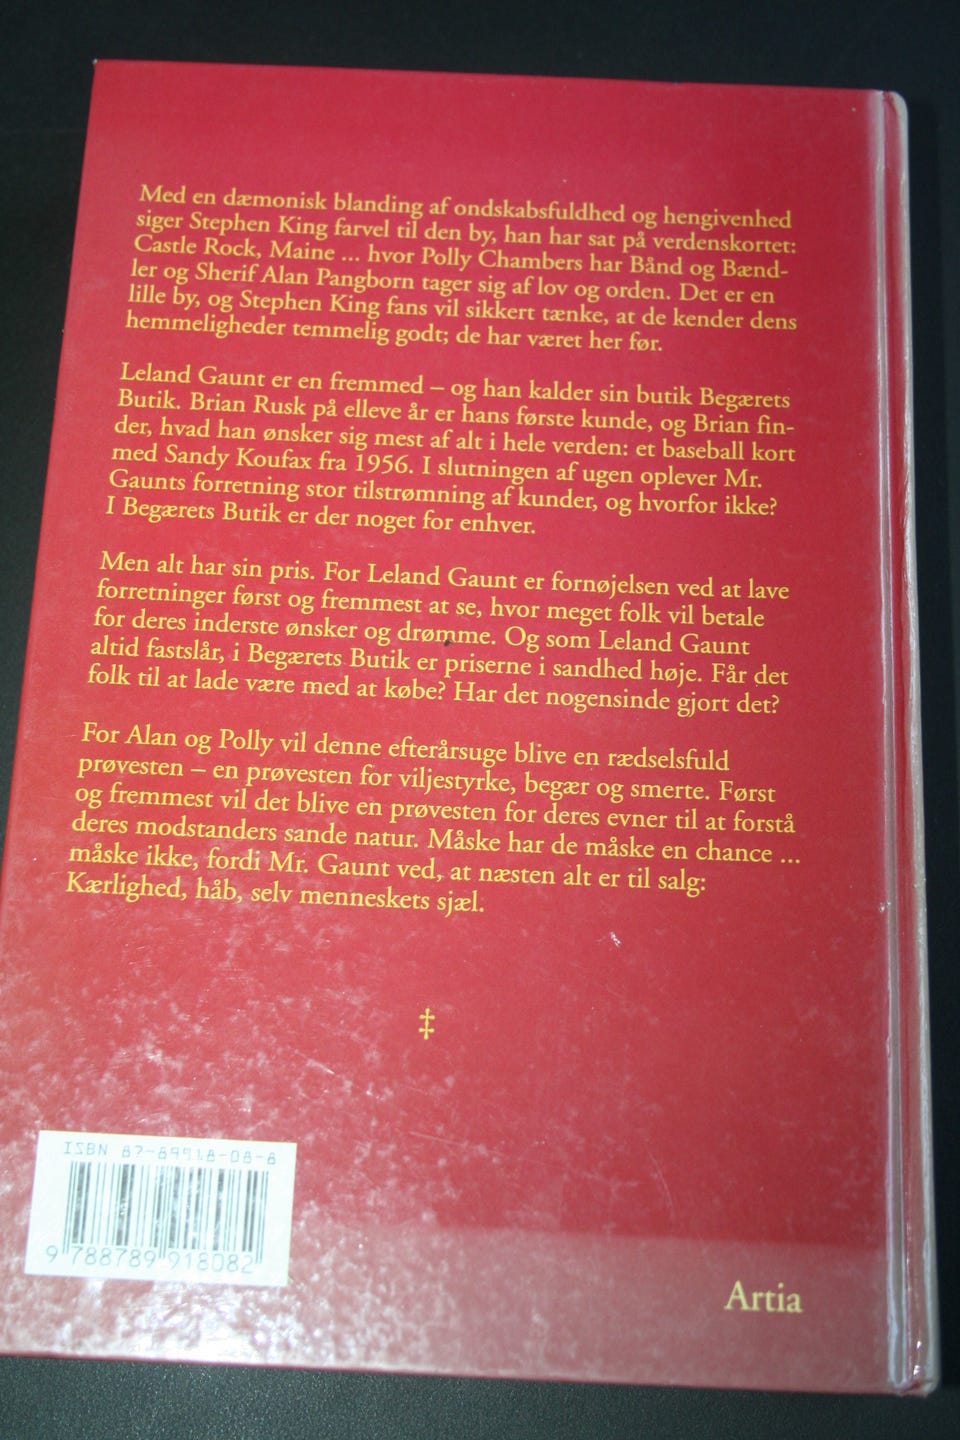 Med en dæmonisk blanding af ondskabsfuldhed og hengivenhed
siger Stephen King farvel til den by, han har sat på verdenskortet:
Castle Rock, Maine ... hvor Polly Chambers har Bånd og Bænd-
ler og Sherif Alan Pangborn tager sig af lov og orden. Det er en
lille by, og Stephen King fans vil sikkert tænke, at de kender dens
hemmeligheder temmelig godt; de har været her før.
Leland Gaunt er en fremmed – og han kalder sin butik Begærets
Butik. Brian Rusk på elleve år er hans første kunde, og Brian fin-
der, hvad han ønsker sig mest af alt i hele verden: et baseball kort
med Sandy Koufax fra 1956. I slutningen af ugen oplever Mr.
Gaunts forretning stor tilstrømning af kunder, og hvorfor ikke?
I Begærets Butik er der noget for enhver.
Men alt har sin pris. For Leland Gaunt er fornøjelsen ved at lave
forretninger først og fremmest at se, hvor meget folk vil betale
for deres inderste ønsker og drømme. Og som Leland Gaunt
altid fastslår, i Begærets Butik er priserne i sandhed høje. Får det
folk til at lade være med at købe? Har det nogensinde gjort det?
For Alan og Polly vil denne efterårsuge blive en rædselsfuld
prøvesten – en prøvesten for viljestyrke, begær og smerte. Først
og fremmest vil det blive en prøvesten for deres evner til at forstå
deres modstanders sande natur. Måske har de måske en chance ...
måske ikke, fordi Mr. Gaunt ved, at næsten alt er til salg:
Kærlighed, håb, selv menneskets sjæl.
‡
ISBN 87-89918-08-8
9 788789 918082
Artia